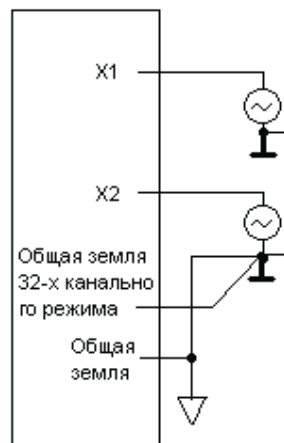 X1
X2
Общая земля
32-х канально
го режима
Общая
земля